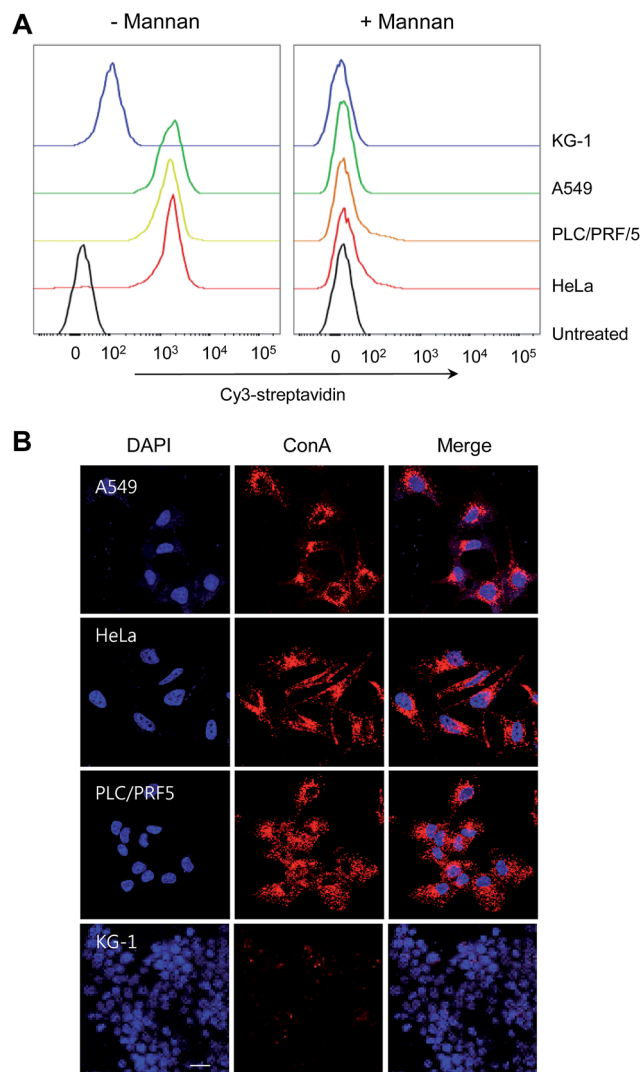 A
- Mannan + Mannan
KG-1
A549
PLC/PRF/5
HeLa
Untreated
0 10² 10³ 10⁴ 10⁵ 0 10² 10³ 10⁴ 10⁵
Cy3-streptavidin
B
DAPI ConA Merge
A549
HeLa
PLC/PRF5
KG-1